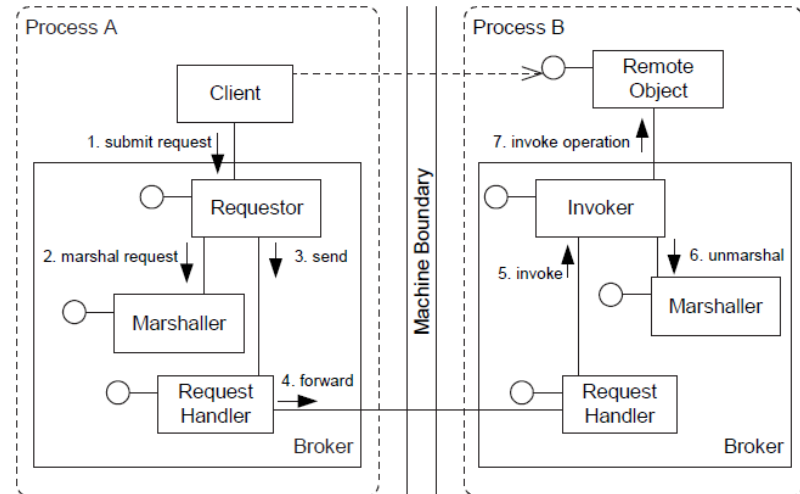 Process A
Client
1. submit request
Requestor
2. marshal request
3. send
Marshaller
Request
Handler
4. forward
Broker
Machine Boundary
Process B
Remote
Object
7. invoke operation
Invoker
5. invoke
6. unmarshal
Marshaller
Request
Handler
Broker